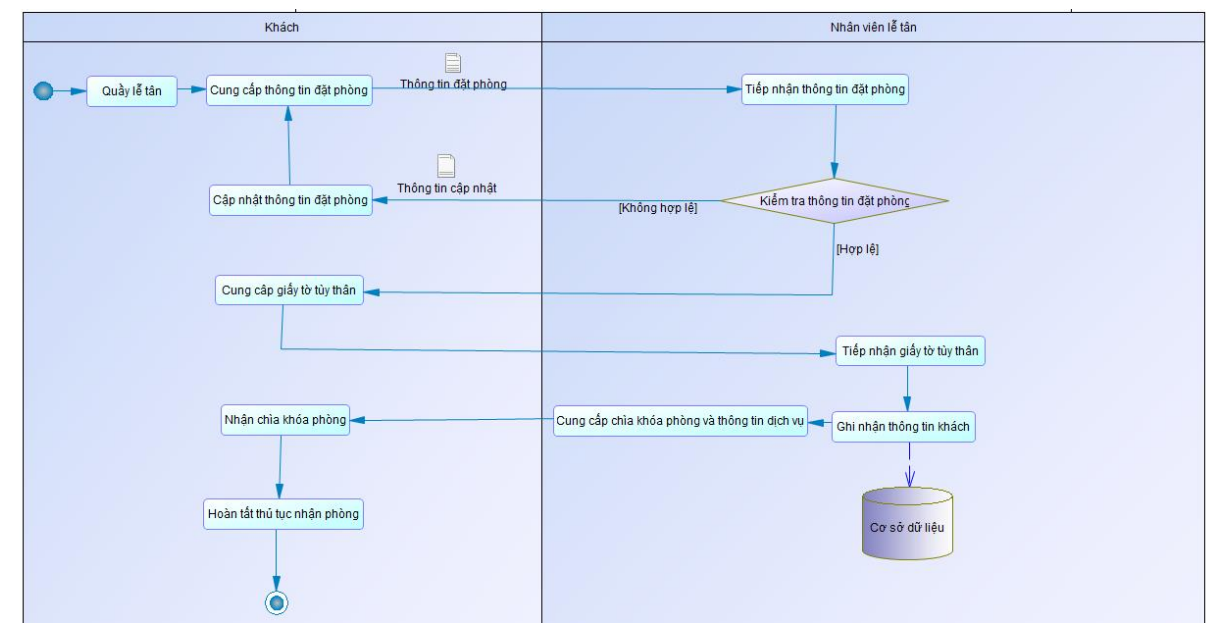 Khách
Nhân viên lễ tân
Quầy lễ tân
Cung cấp thông tin đặt phòng
Thông tin đặt phòng
Tiếp nhận thông tin đặt phòng
Cập nhật thông tin đặt phòng
Thông tin cập nhật
[Không hợp lệ]
Kiểm tra thông tin đặt phòng
[Hợp lệ]
Cung câp giấy tờ tùy thân
Tiếp nhận giấy tờ tùy thân
Nhận chìa khóa phòng
Cung cấp chìa khóa phòng và thông tin dịch vụ
Ghi nhận thông tin khách
Hoàn tất thủ tục nhận phòng
Cơ sở dữ liệu